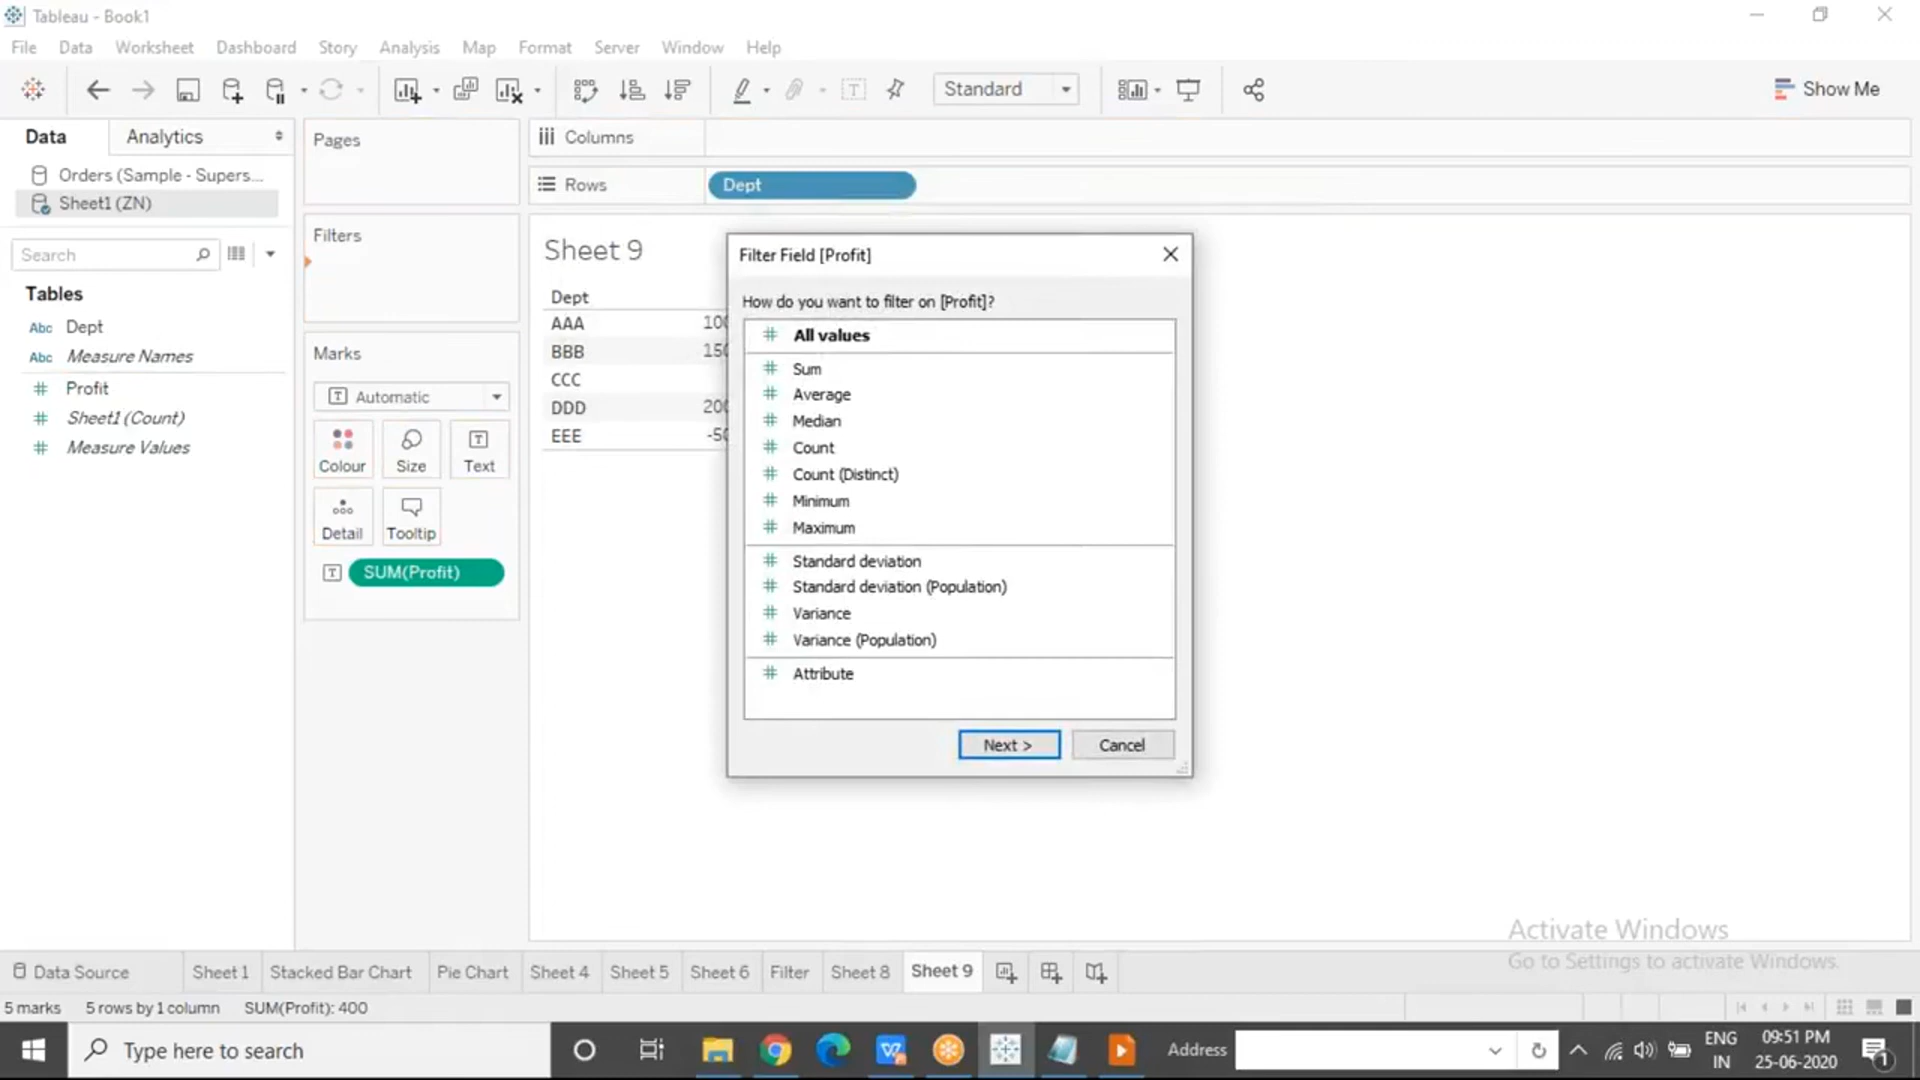 Tableau - Book1
File Data Worksheet Dashboard Story Analysis Map Format Server Window Help
Standard
Show Me
Data Analytics
Pages
Columns
Orders (Sample - Supers...
Sheet1 (ZN)
Rows
Dept
Filters
Search
Sheet 9
Tables
Abc Dept
Abc Measure Names
# Profit
# Sheet1 (Count)
# Measure Values
Marks
Automatic
Colour Size Text
Detail Tooltip
SUM(Profit)
Dept
AAA 100
BBB 150
CCC
DDD 200
EEE -50
Filter Field [Profit]
How do you want to filter on [Profit]?
# All values
# Sum
# Average
# Median
# Count
# Count (Distinct)
# Minimum
# Maximum
# Standard deviation
# Standard deviation (Population)
# Variance
# Variance (Population)
# Attribute
Next > Cancel
Activate Windows
Go to Settings to activate Windows.
Data Source Sheet 1 Stacked Bar Chart Pie Chart Sheet 4 Sheet 5 Sheet 6 Filter Sheet 8 Sheet 9
5 marks 5 rows by 1 column SUM(Profit): 400
Type here to search
Address
ENG
IN
09:51 PM
25-06-2020
1